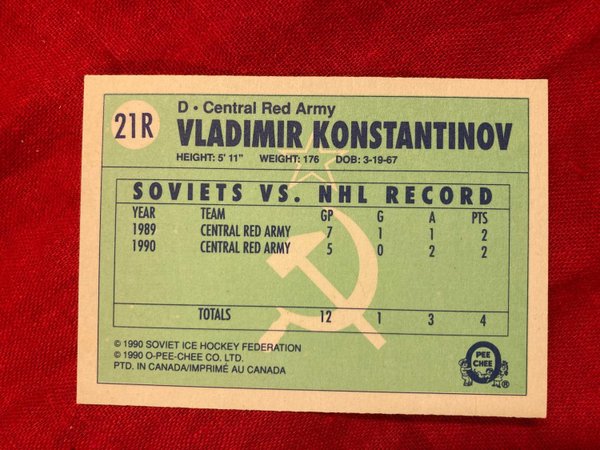 21R
D • Central Red Army
VLADIMIR KONSTANTINOV
HEIGHT: 5' 11" WEIGHT: 176 DOB: 3-19-67
SOVIETS VS. NHL RECORD
YEAR TEAM GP G A PTS
1989 CENTRAL RED ARMY 7 1 1 2
1990 CENTRAL RED ARMY 5 0 2 2
TOTALS 12 1 3 4
© 1990 SOVIET ICE HOCKEY FEDERATION
© 1990 O-PEE-CHEE CO. LTD.
PTD. IN CANADA/IMPRIMÉ AU CANADA
O
PEE
CHEE
®